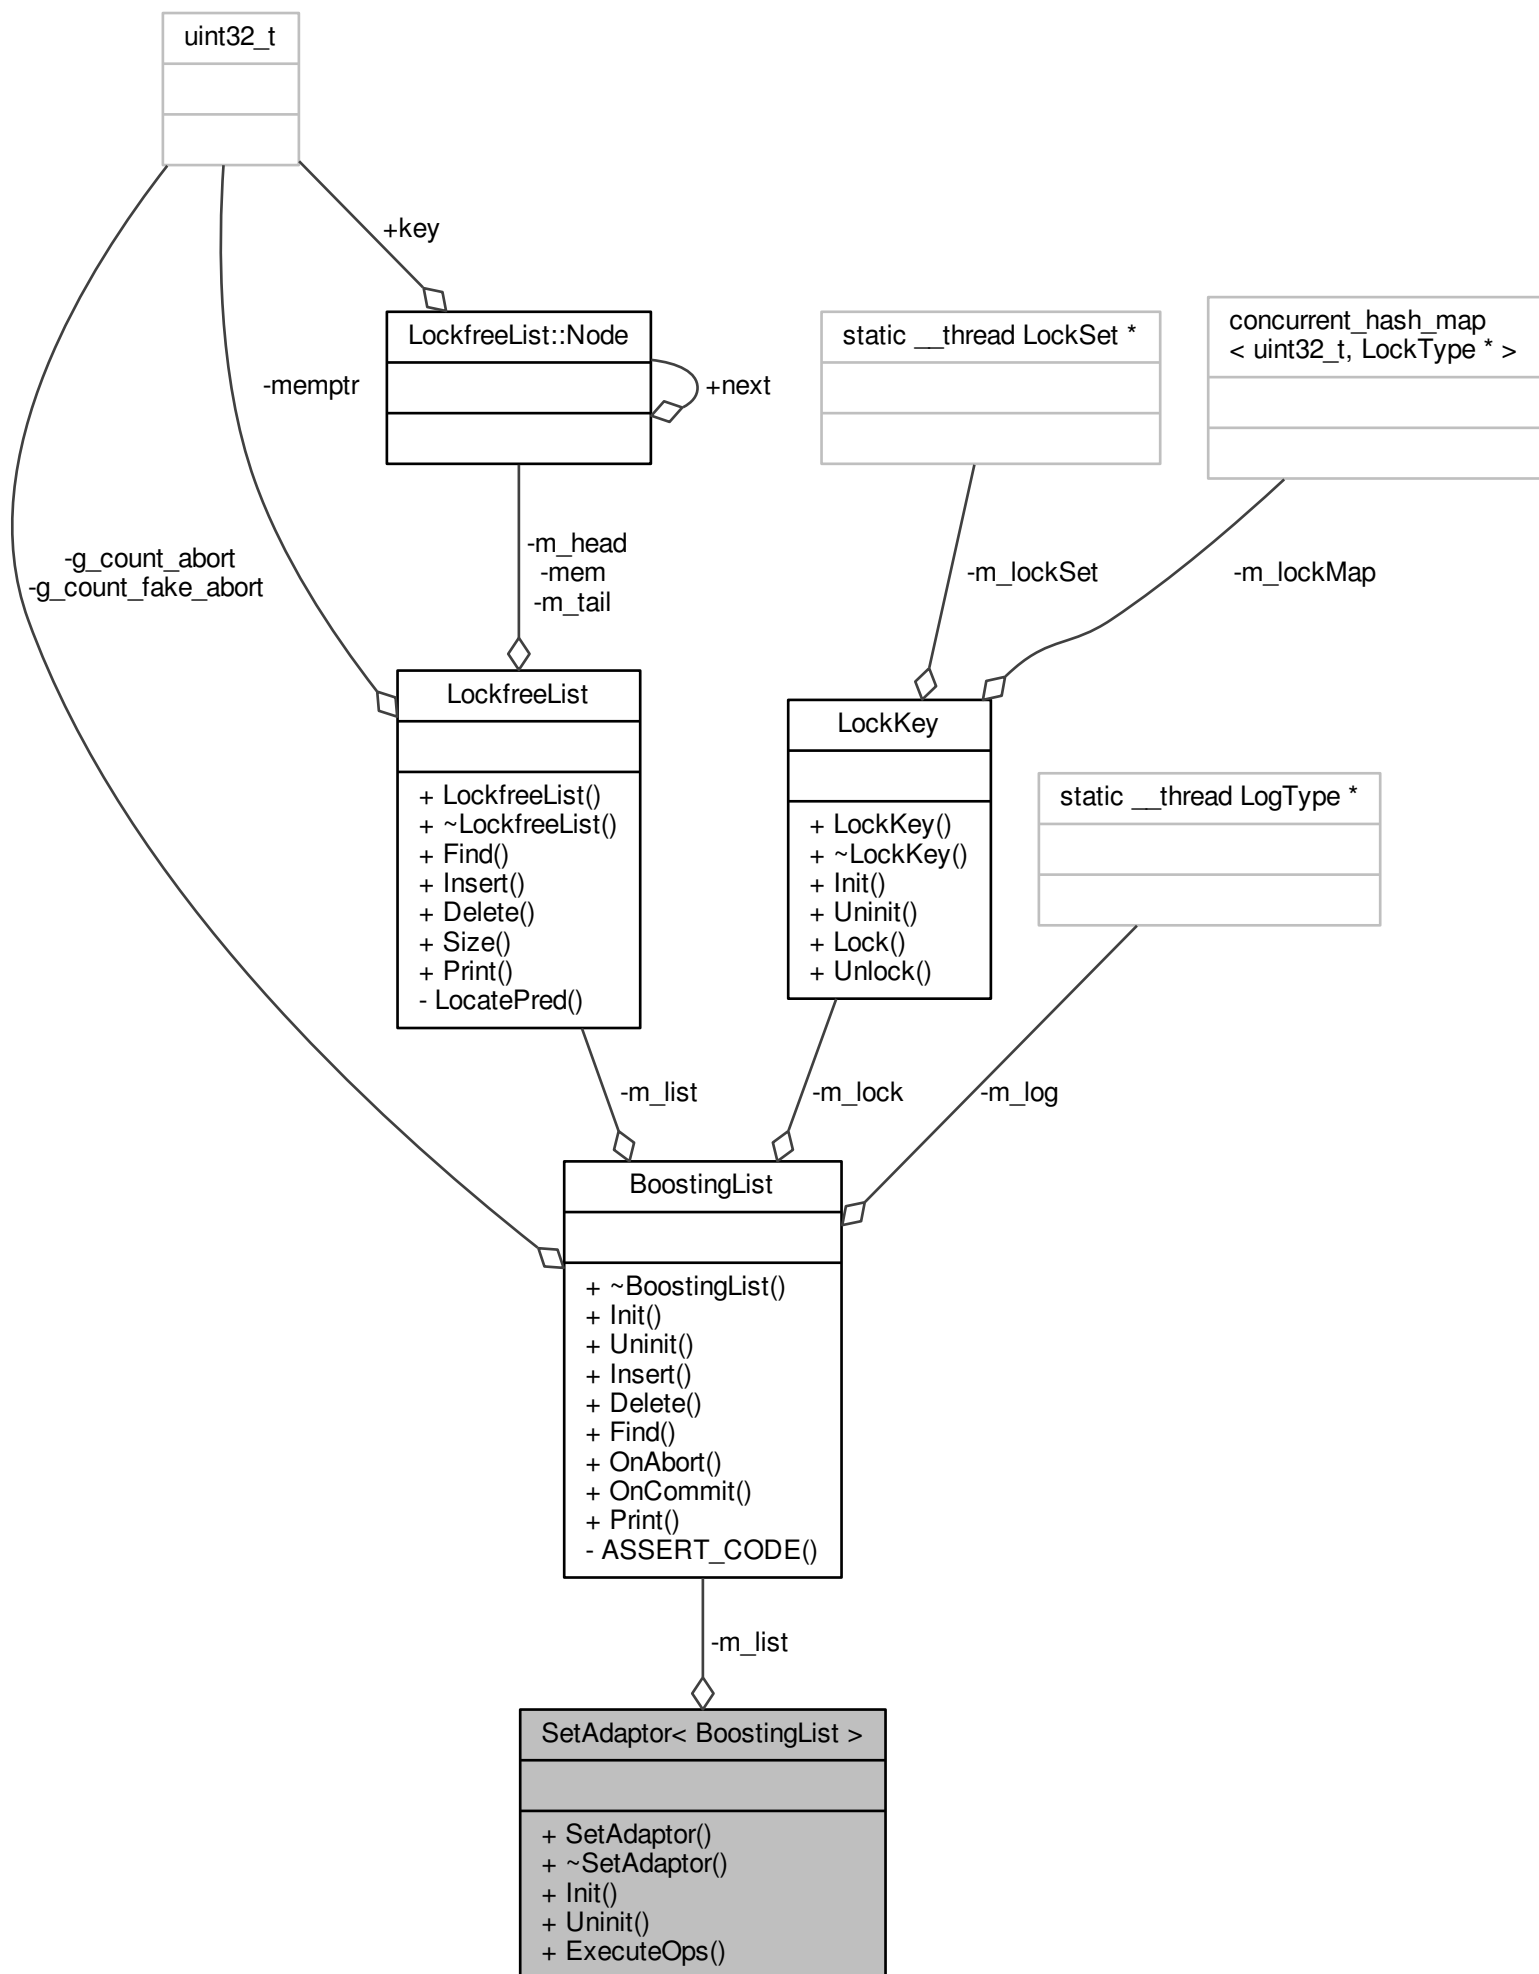 uint32_t
+key
LockfreeList::Node
static __thread LockSet *
concurrent_hash_map
< uint32_t, LockType * >
-memptr
+next
-g_count_abort
-g_count_fake_abort
-m_head
-mem
-m_tail
-m_lockSet
-m_lockMap
LockfreeList
+ LockfreeList()
+ ~LockfreeList()
+ Find()
+ Insert()
+ Delete()
+ Size()
+ Print()
- LocatePred()
LockKey
+ LockKey()
+ ~LockKey()
+ Init()
+ Uninit()
+ Lock()
+ Unlock()
static __thread LogType *
-m_list
-m_lock
-m_log
BoostingList
+ ~BoostingList()
+ Init()
+ Uninit()
+ Insert()
+ Delete()
+ Find()
+ OnAbort()
+ OnCommit()
+ Print()
- ASSERT_CODE()
-m_list
SetAdaptor< BoostingList >
+ SetAdaptor()
+ ~SetAdaptor()
+ Init()
+ Uninit()
+ ExecuteOps()